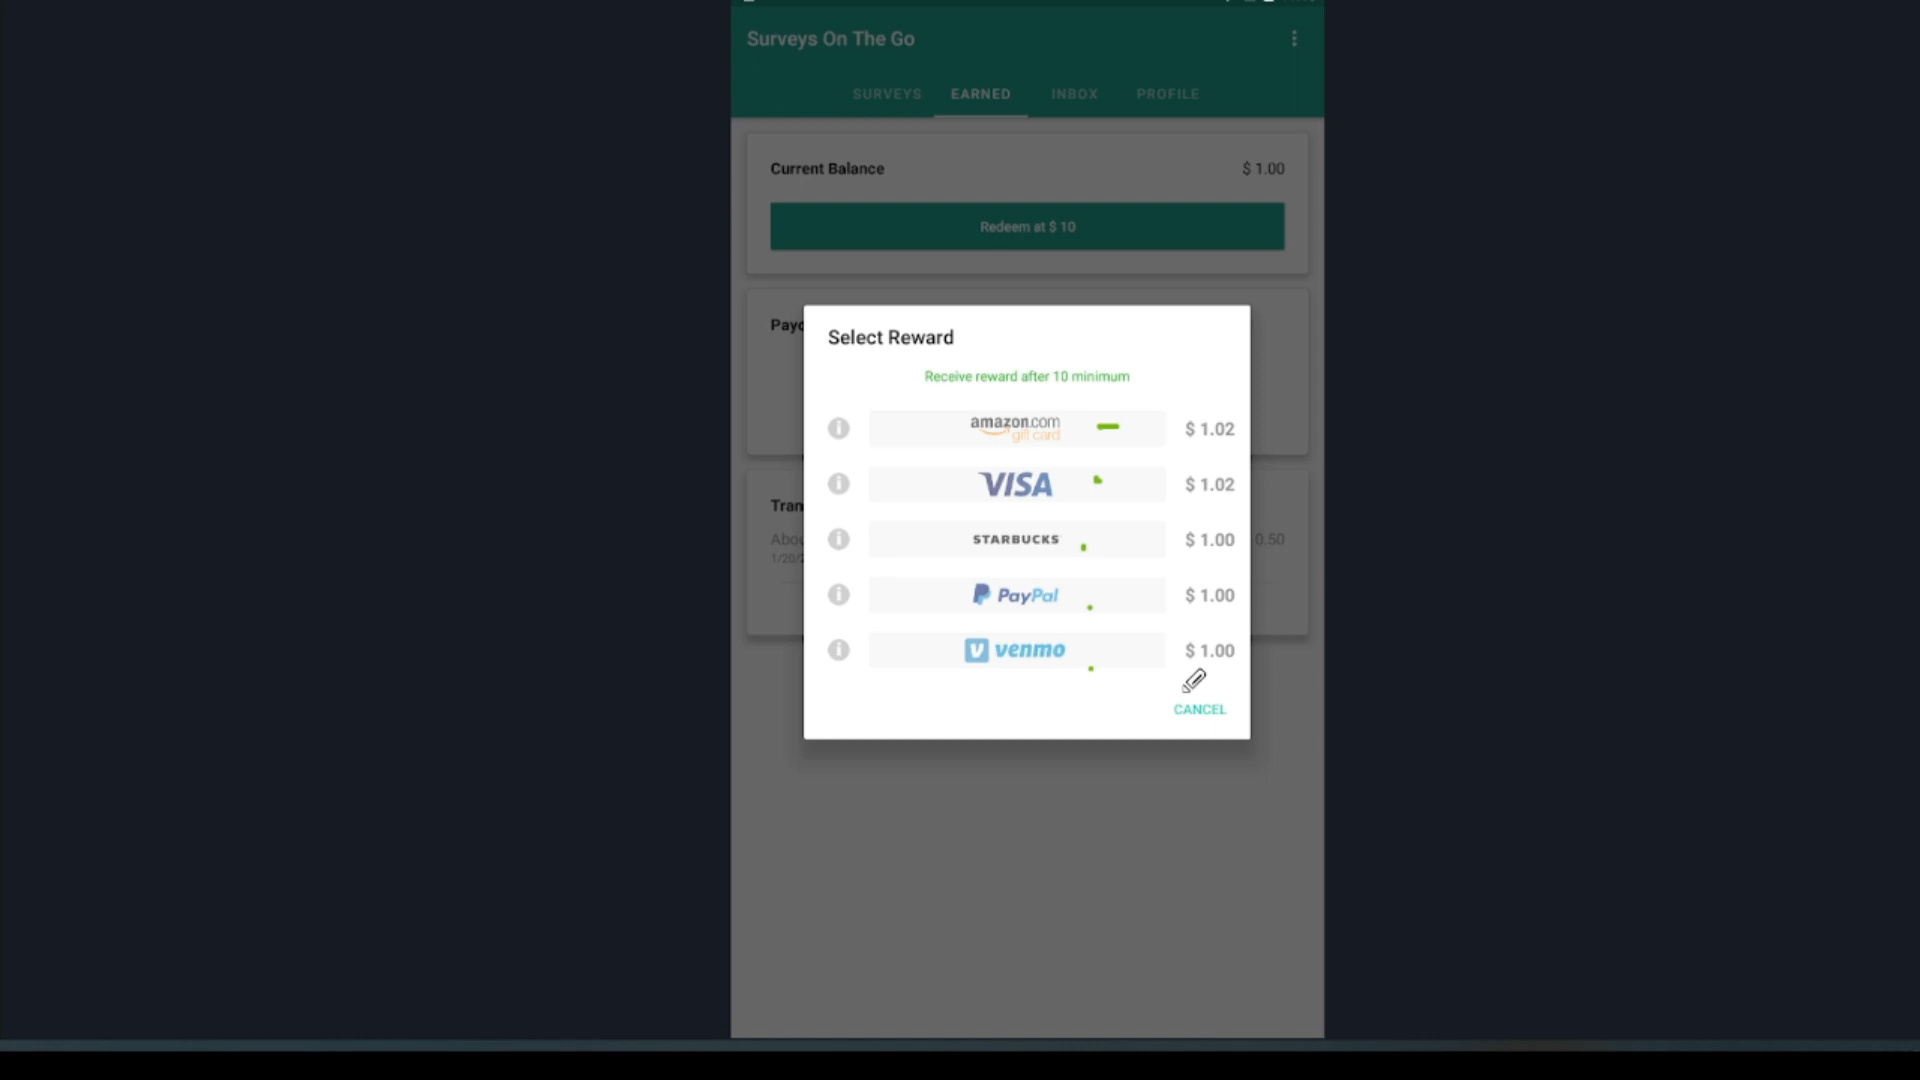 Surveys On The Go
SURVEYS EARNED INBOX PROFILE
Current Balance $ 1.00
Redeem at $ 10
Select Reward
Receive reward after 10 minimum
amazon.com gift card $ 1.02
VISA $ 1.02
STARBUCKS $ 1.00
0.50
PayPal $ 1.00
venmo $ 1.00
CANCEL